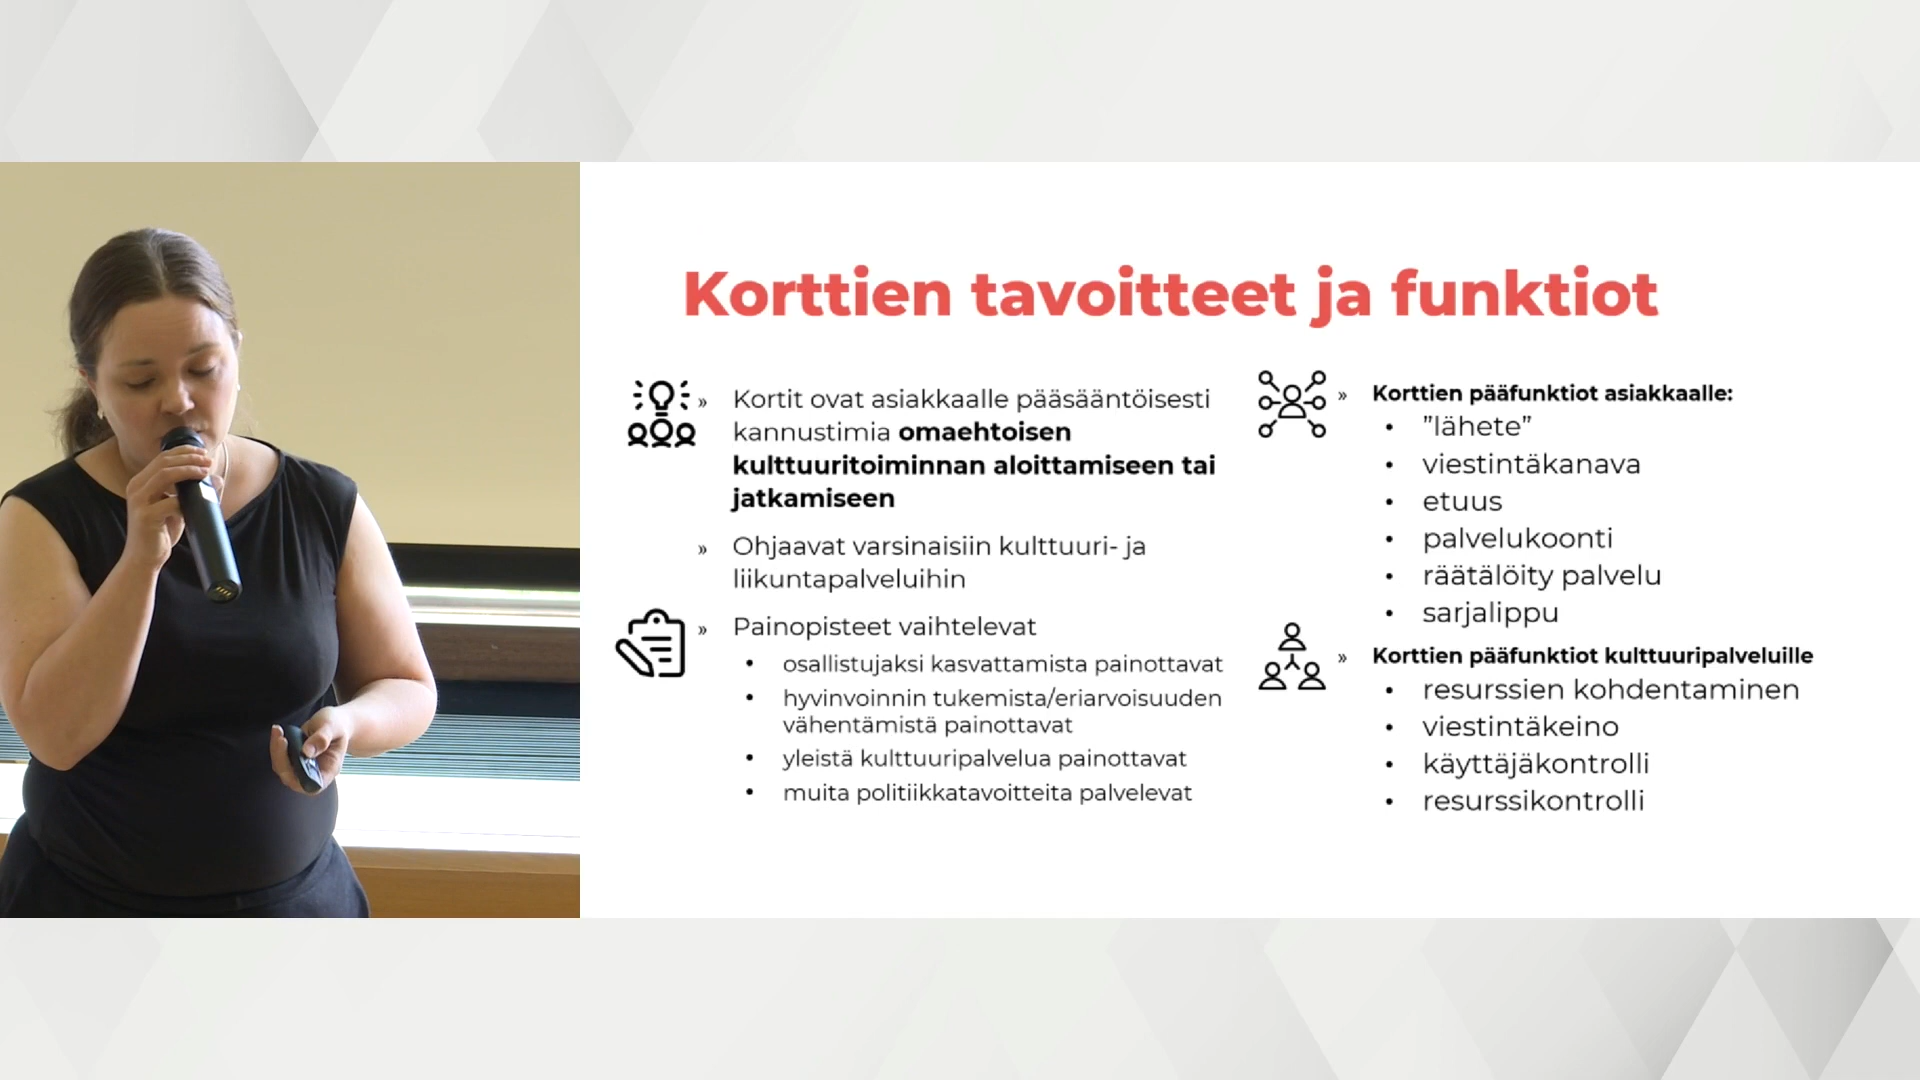 Korttien tavoitteet ja funktiot
» Kortit ovat asiakkaalle pääsääntöisesti
kannustimia omaehtoisen
kulttuuritoiminnan aloittamiseen tai
jatkamiseen
» Ohjaavat varsinaisiin kulttuuri- ja
liikuntapalveluihin
» Painopisteet vaihtelevat
• osallistujaksi kasvattamista painottavat
• hyvinvoinnin tukemista/eriarvoisuuden
vähentämistä painottavat
• yleistä kulttuuripalvelua painottavat
• muita politiikkatavoitteita palvelevat
» Korttien pääfunktiot asiakkaalle:
• ”lähete”
• viestintäkanava
• etuus
• palvelukoonti
• räätälöity palvelu
• sarjalippu
» Korttien pääfunktiot kulttuuripalveluille
• resurssien kohdentaminen
• viestintäkeino
• käyttäjäkontrolli
• resurssikontrolli